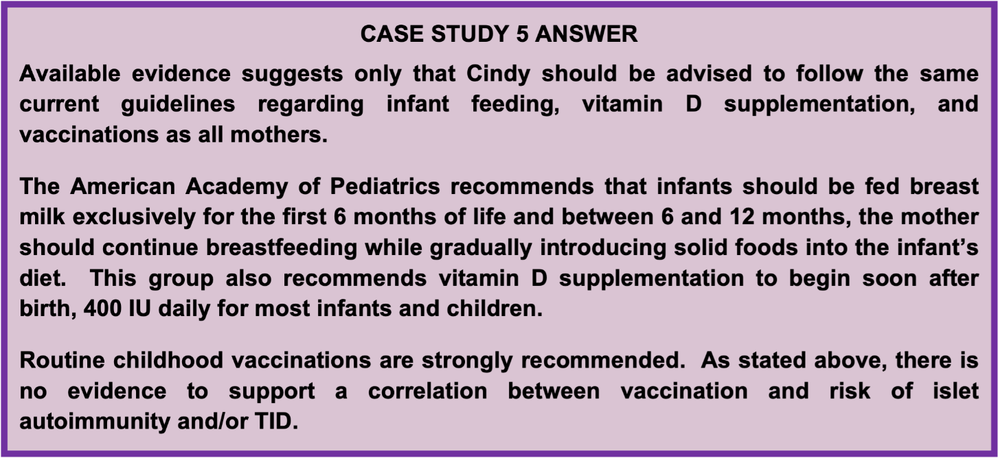 CASE STUDY 5 ANSWER
Available evidence suggests only that Cindy should be advised to follow the same
current guidelines regarding infant feeding, vitamin D supplementation, and
vaccinations as all mothers.
The American Academy of Pediatrics recommends that infants should be fed breast
milk exclusively for the first 6 months of life and between 6 and 12 months, the mother
should continue breastfeeding while gradually introducing solid foods into the infant’s
diet.  This group also recommends vitamin D supplementation to begin soon after
birth, 400 IU daily for most infants and children.
Routine childhood vaccinations are strongly recommended.  As stated above, there is
no evidence to support a correlation between vaccination and risk of islet
autoimmunity and/or TID.